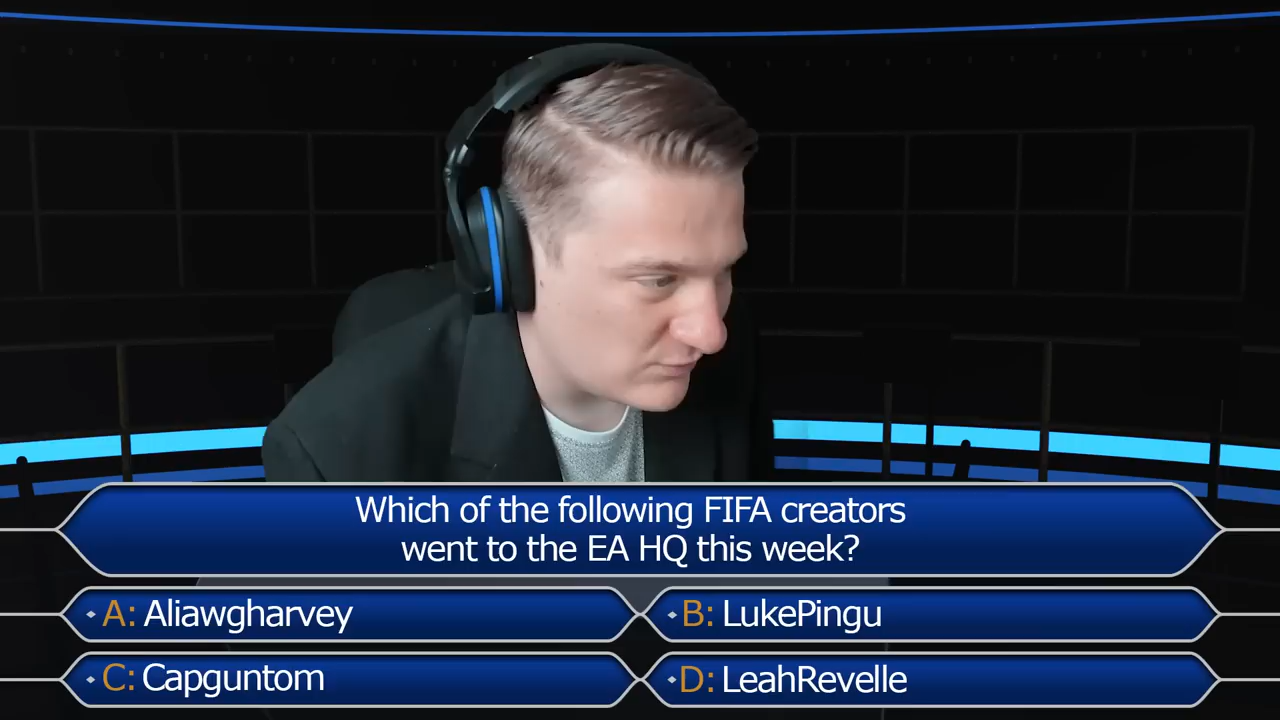 Which of the following FIFA creators
went to the EA HQ this week?
A: Aliawgharvey
B: LukePingu
C: Capguntom
D: LeahRevelle